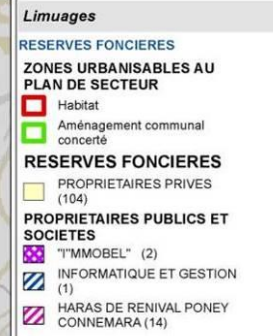 Limuages
RESERVES FONCIERES
ZONES URBANISABLES AU
PLAN DE SECTEUR
Habitat
Aménagement communal
concerté
RESERVES FONCIERES
PROPRIETAIRES PRIVES
(104)
PROPRIETAIRES PUBLICS ET
SOCIETES
"I"MMOBEL" (2)
INFORMATIQUE ET GESTION
(1)
HARAS DE RENIVAL PONEY
CONNEMARA (14)